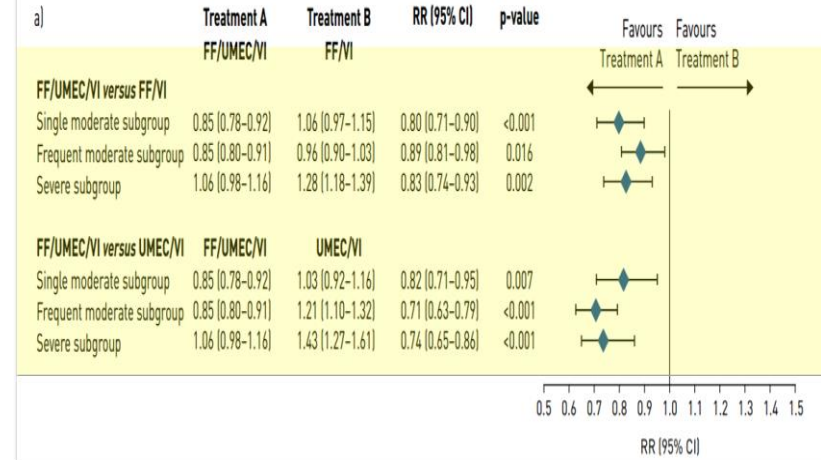 a)
Treatment A Treatment B RR (95% CI) p-value
FF/UMEC/VI FF/VI
Favours Favours
Treatment A Treatment B
FF/UMEC/VI versus FF/VI
Single moderate subgroup 0.85 (0.78–0.92) 1.06 (0.97–1.15) 0.80 (0.71–0.90) <0.001
Frequent moderate subgroup 0.85 (0.80–0.91) 0.96 (0.90–1.03) 0.89 (0.81–0.98) 0.016
Severe subgroup 1.06 (0.98–1.16) 1.28 (1.18–1.39) 0.83 (0.74–0.93) 0.002
FF/UMEC/VI versus UMEC/VI FF/UMEC/VI UMEC/VI
Single moderate subgroup 0.85 (0.78–0.92) 1.03 (0.92–1.16) 0.82 (0.71–0.95) 0.007
Frequent moderate subgroup 0.85 (0.80–0.91) 1.21 (1.10–1.32) 0.71 (0.63–0.79) <0.001
Severe subgroup 1.06 (0.98–1.16) 1.43 (1.27–1.61) 0.74 (0.65–0.86) <0.001
0.5 0.6 0.7 0.8 0.9 1.0 1.1 1.2 1.3 1.4 1.5
RR (95% CI)